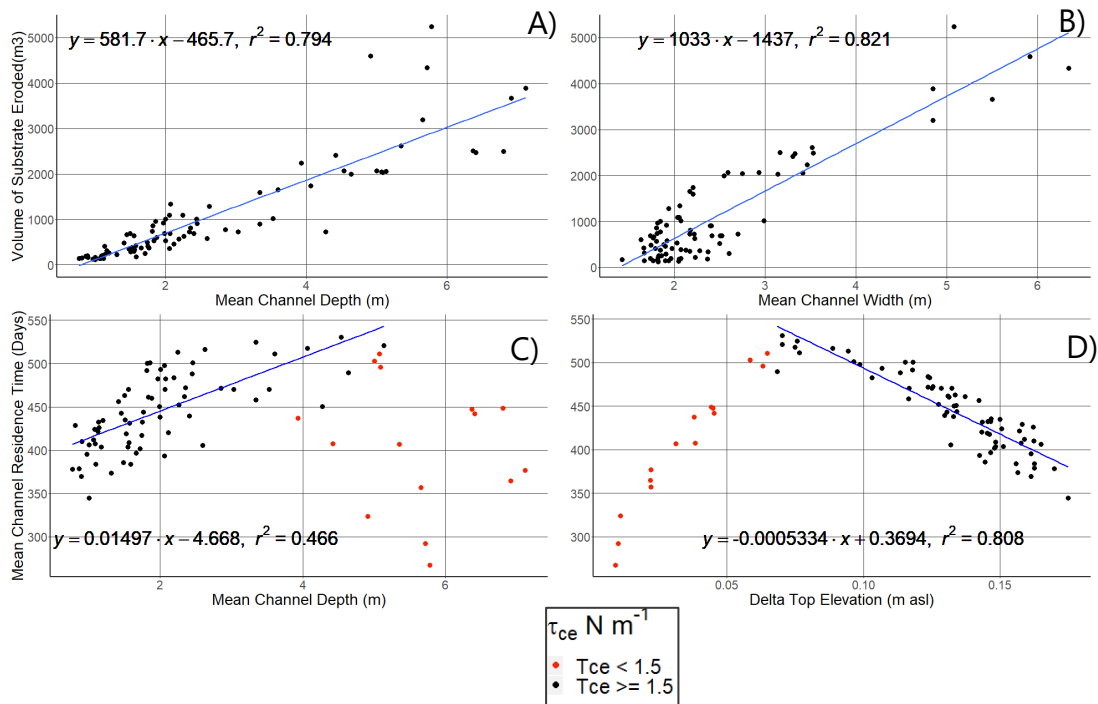 A)
y = 581.7 · x − 465.7, r² = 0.794
Volume of Substrate Eroded(m3)
5000
4000
3000
2000
1000
0
2
4
6
Mean Channel Depth (m)
B)
y = 1033 · x − 1437, r² = 0.821
5000
4000
3000
2000
1000
0
2
3
4
5
6
Mean Channel Width (m)
C)
Mean Channel Residence Time (Days)
550
500
450
400
350
300
y = 0.01497 · x − 4.668, r² = 0.466
2
4
6
Mean Channel Depth (m)
D)
550
500
450
400
350
300
y = -0.0005334 · x + 0.3694, r² = 0.808
0.05
0.10
0.15
Delta Top Elevation (m asl)
τce N m⁻¹
Tce < 1.5
Tce >= 1.5